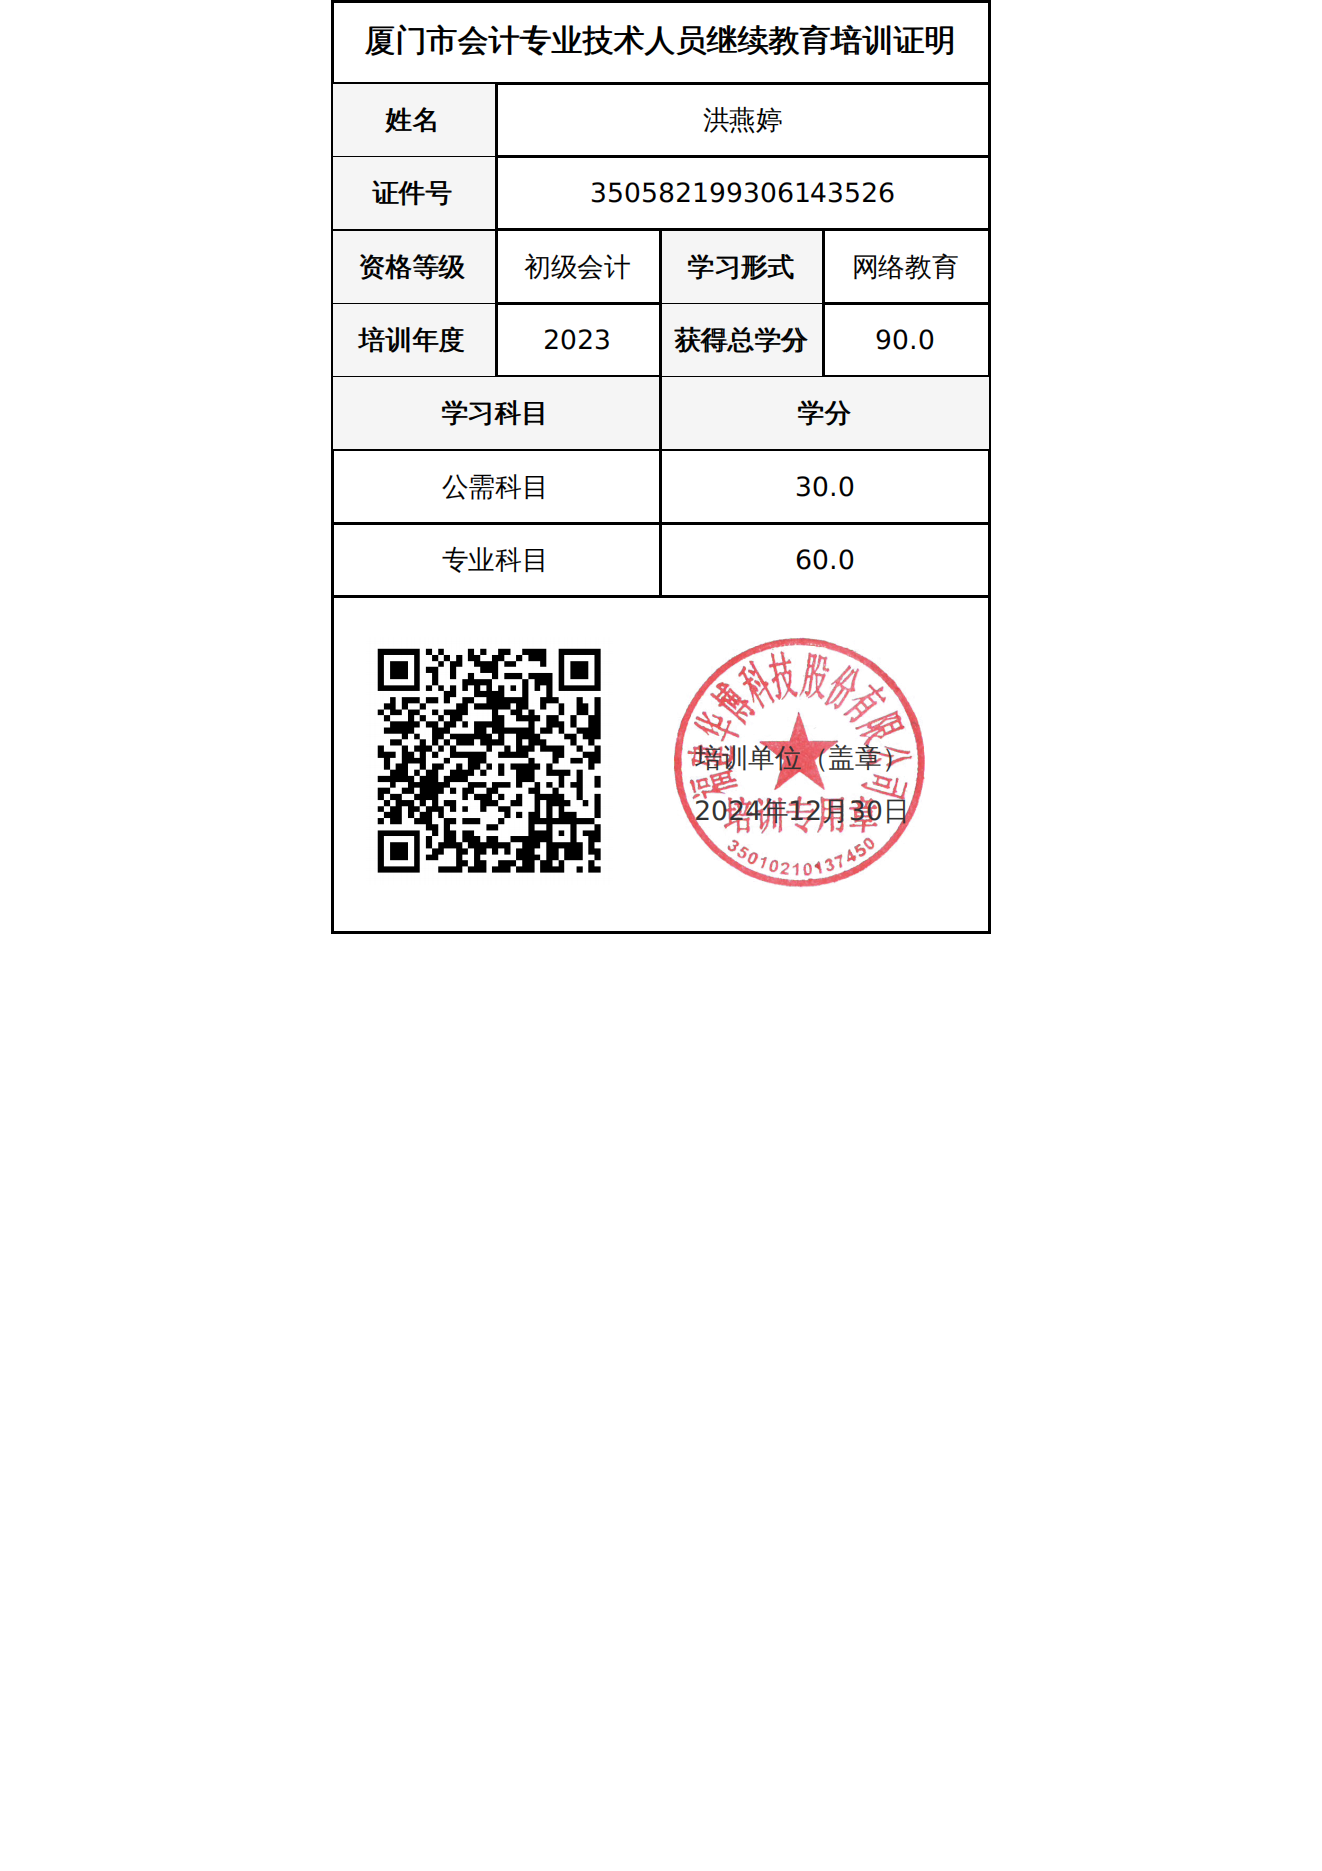 厦门市会计专业技术人员继续教育培训证明
姓名 洪燕婷
证件号 350582199306143526
资格等级 初级会计 学习形式 网络教育
培训年度 2023 获得总学分 90.0
学习科目 学分
公需科目 30.0
专业科目 60.0
华博科技股份有限公司
培训单位（盖章）
2024年12月30日
培训专用章
35010210137450